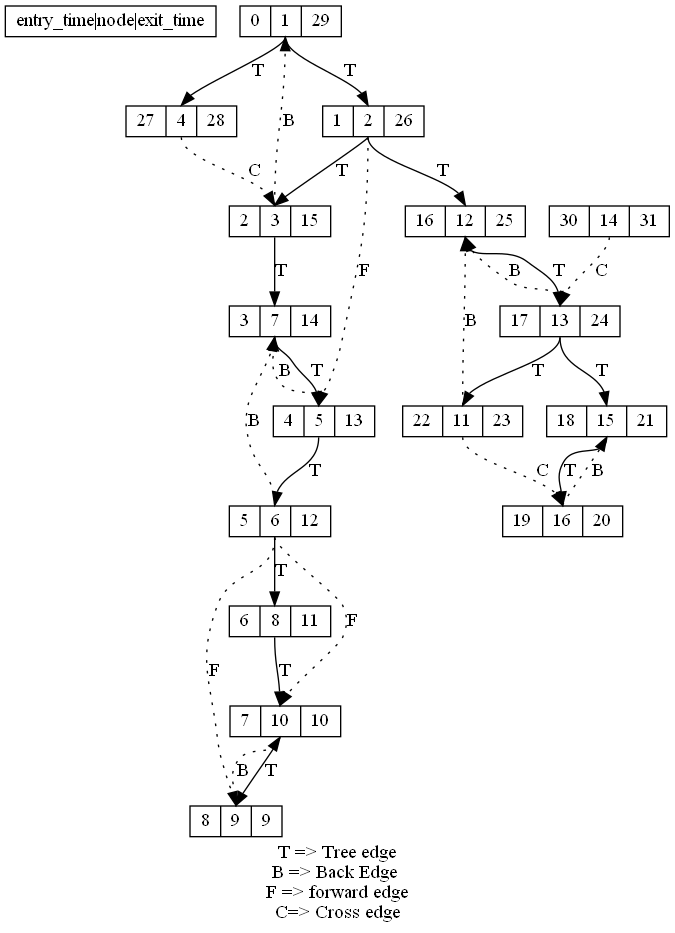 entry_time|node|exit_time
0 1 29
T
T
27 4 28
B
1 2 26
C
T
T
2 3 15
16 12 25
30 14 31
T
F
B
T
C
3 7 14
17 13 24
B
T
B
T
T
4 5 13
22 11 23
18 15 21
B
T
C
T
B
5 6 12
19 16 20
T
6 8 11
F
F
T
7 10 10
B
T
8 9 9
T => Tree edge
B => Back Edge
F => forward edge
C=> Cross edge